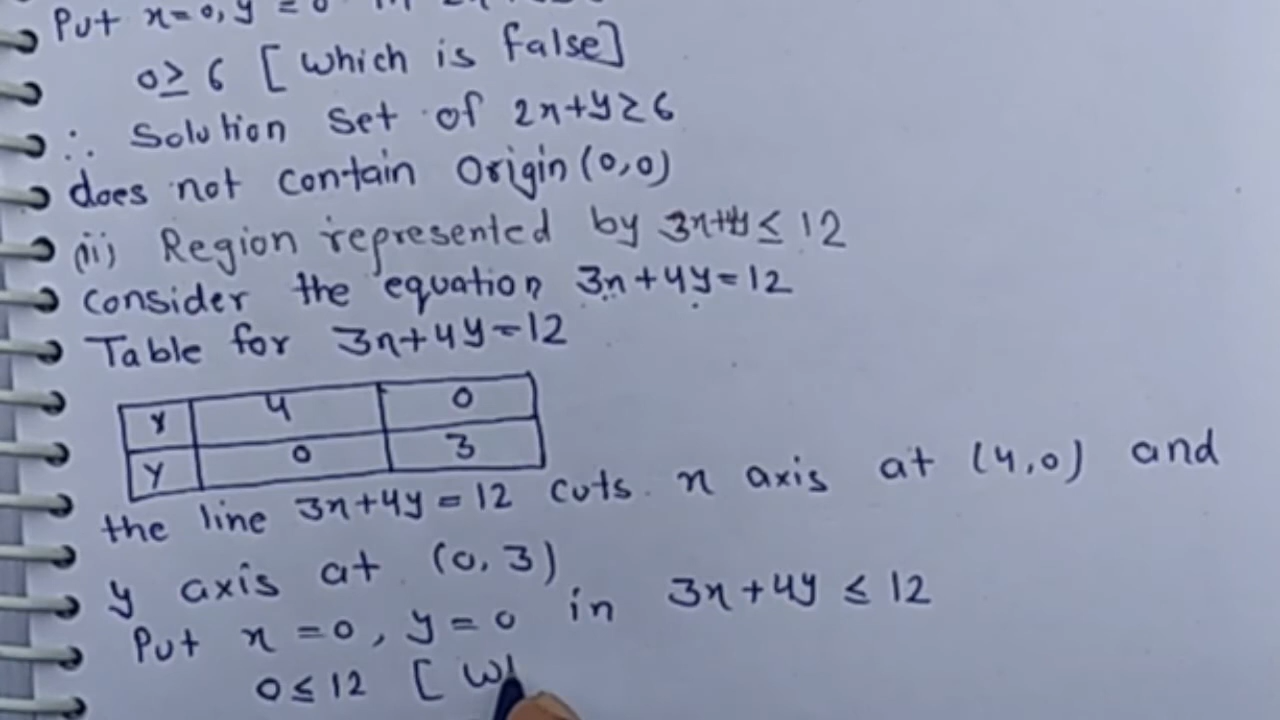 Put x=0, y=0 in
0≥ 6 [which is false]
∴ Solution set of 2x+y≥6
does not contain Origin (0,0)
(ii) Region represented by 3x+4y≤ 12
consider the equation 3x+4y=12
Table for 3x+4y=12
x 4 0
y 0 3
the line 3x+4y=12 cuts x axis at (4,0) and
y axis at (0,3)
Put x=0, y=0 in 3x+4y ≤ 12
0≤12 [